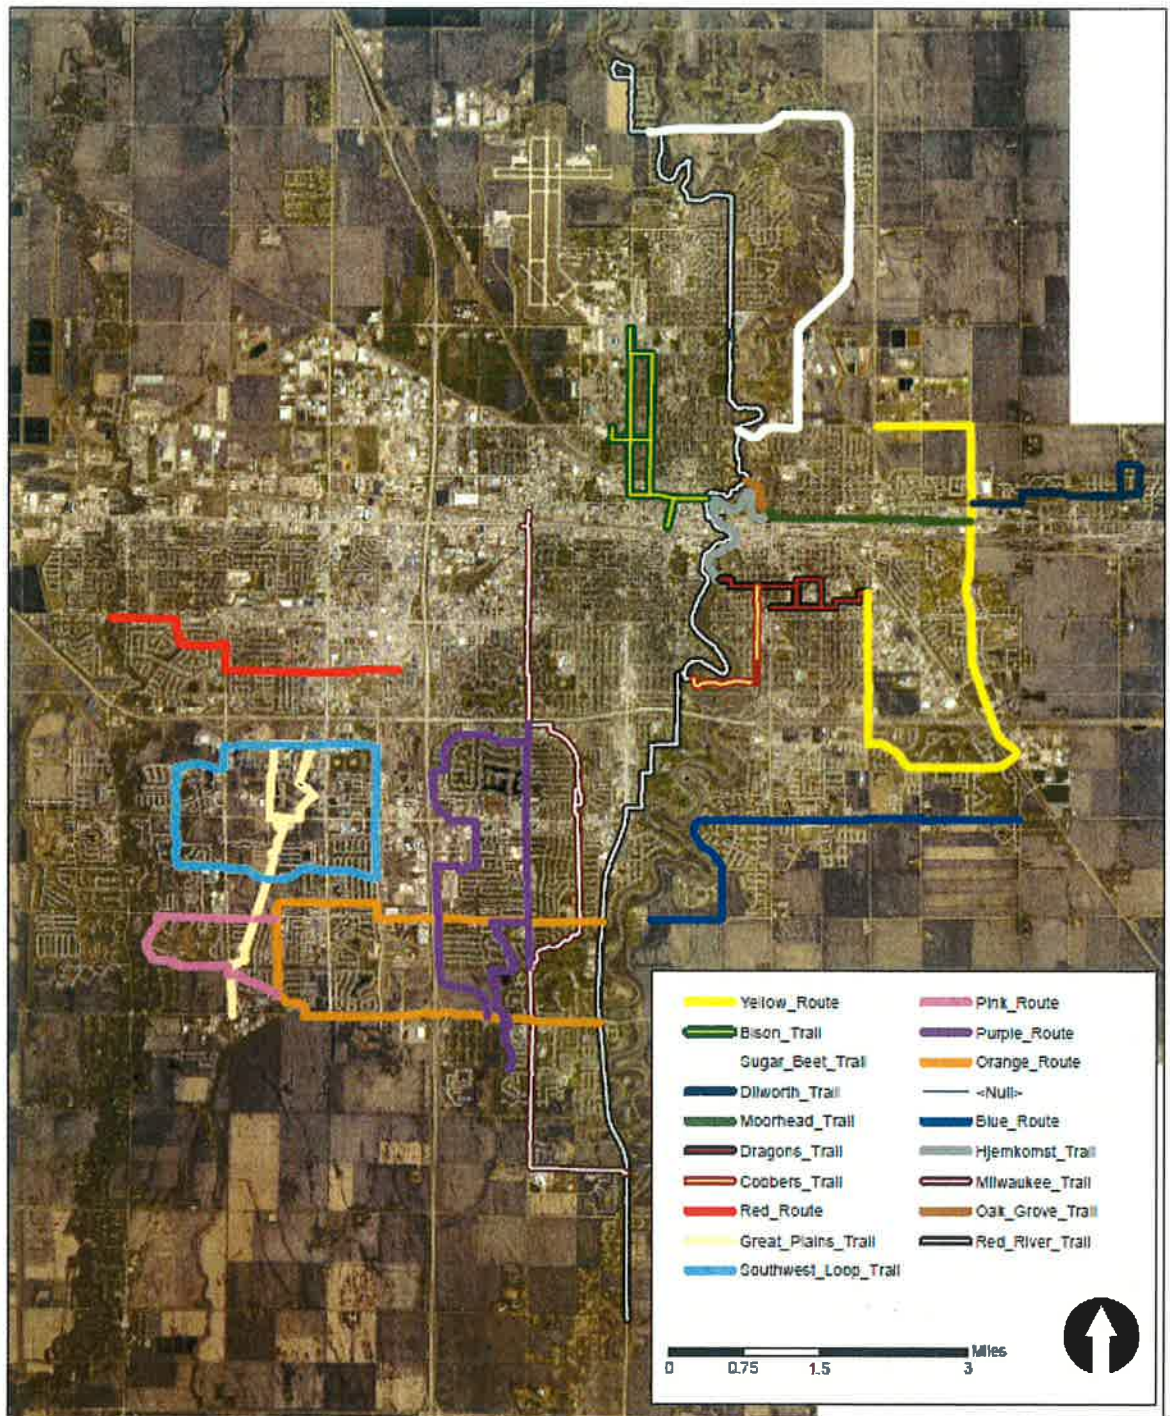 Yellow_Route
Bison_Trail
Sugar_Beet_Trail
Dilworth_Trail
Moorhead_Trail
Dragons_Trail
Cobbers_Trail
Red_Route
Great_Plains_Trail
Southwest_Loop_Trail
Pink_Route
Purple_Route
Orange_Route
<Null>
Blue_Route
Hjemkomst_Trail
Milwaukee_Trail
Oak_Grove_Trail
Red_River_Trail
Miles
0 0.75 1.5 3